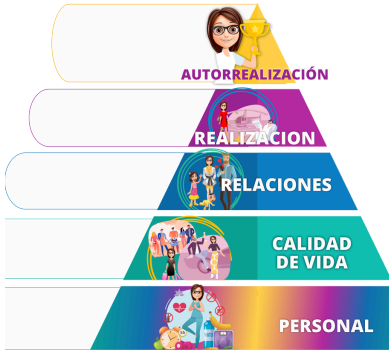 AUTORREALIZACIÓN
REALIZACION
RELACIONES
CALIDAD
DE VIDA
PERSONAL